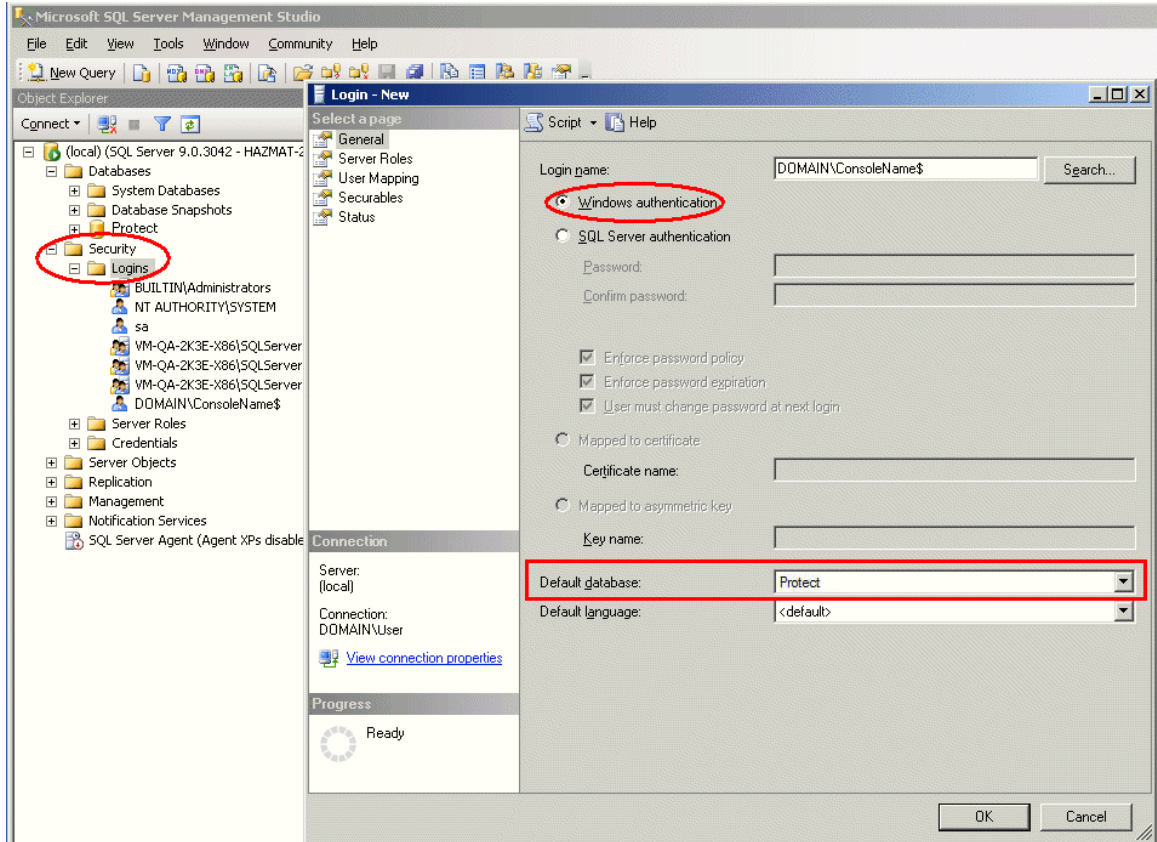 Microsoft SQL Server Management Studio
File Edit View Tools Window Community Help
New Query
Object Explorer
Connect
(local) (SQL Server 9.0.3042 - HAZMAT-2
Databases
System Databases
Database Snapshots
Protect
Security
Logins
BUILTIN\Administrators
NT AUTHORITY\SYSTEM
sa
VM-QA-2K3E-X86\SQLServer
VM-QA-2K3E-X86\SQLServer
VM-QA-2K3E-X86\SQLServer
DOMAIN\ConsoleName$
Server Roles
Credentials
Server Objects
Replication
Management
Notification Services
SQL Server Agent (Agent XPs disable
Login - New
Select a page
General
Server Roles
User Mapping
Securables
Status
Connection
Server:
(local)
Connection:
DOMAIN\User
View connection properties
Progress
Ready
Script Help
Login name: DOMAIN\ConsoleName$ Search...
Windows authentication
SQL Server authentication
Password:
Confirm password:
Enforce password policy
Enforce password expiration
User must change password at next login
Mapped to certificate
Certificate name:
Mapped to asymmetric key
Key name:
Default database: Protect
Default language: <default>
OK Cancel